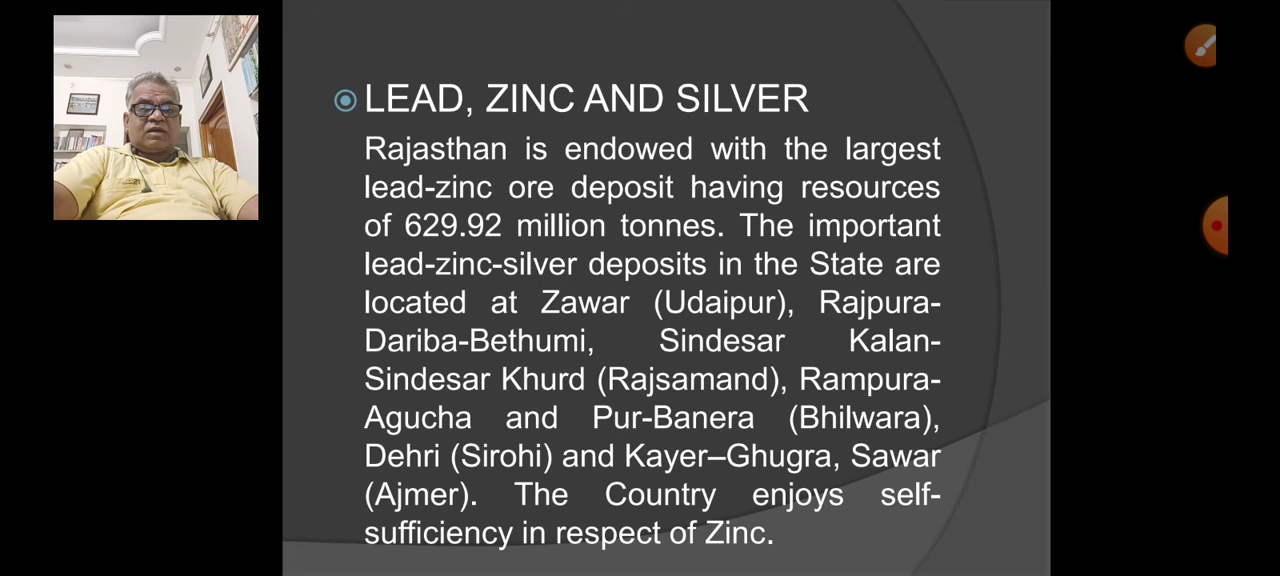 LEAD, ZINC AND SILVER
Rajasthan is endowed with the largest
lead-zinc ore deposit having resources
of 629.92 million tonnes. The important
lead-zinc-silver deposits in the State are
located at Zawar (Udaipur), Rajpura-
Dariba-Bethumi, Sindesar Kalan-
Sindesar Khurd (Rajsamand), Rampura-
Agucha and Pur-Banera (Bhilwara),
Dehri (Sirohi) and Kayer–Ghugra, Sawar
(Ajmer). The Country enjoys self-
sufficiency in respect of Zinc.